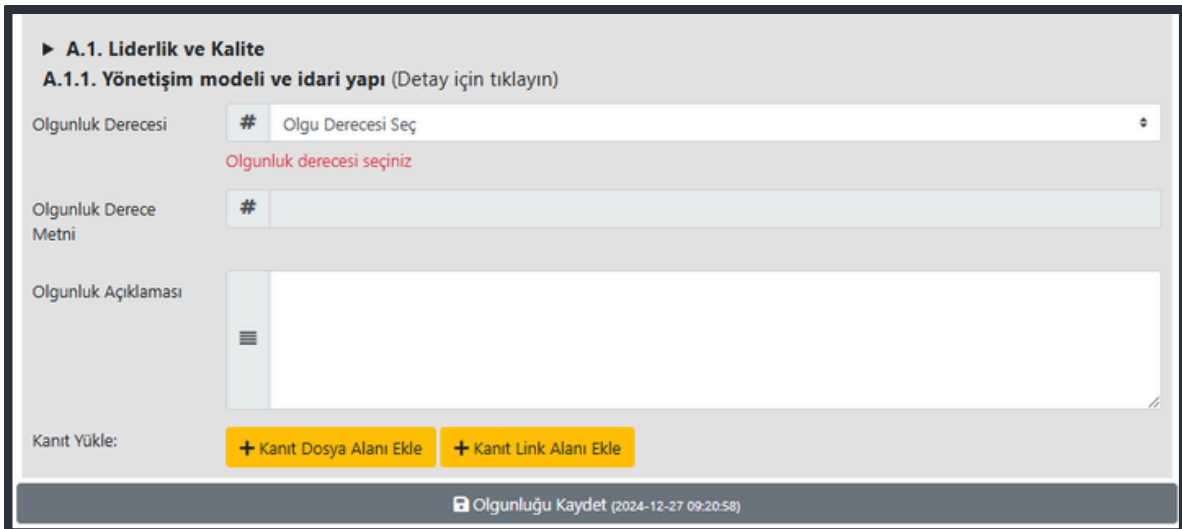 A.1. Liderlik ve Kalite
A.1.1. Yönetişim modeli ve idari yapı (Detay için tıklayın)
Olgunluk Derecesi
# Olgu Derecesi Seç
Olgunluk derecesi seçiniz
Olgunluk Derece
Metni
#
Olgunluk Açıklaması
Kanıt Yükle:
+ Kanıt Dosya Alanı Ekle
+ Kanıt Link Alanı Ekle
Olgunluğu Kaydet (2024-12-27 09:20:58)